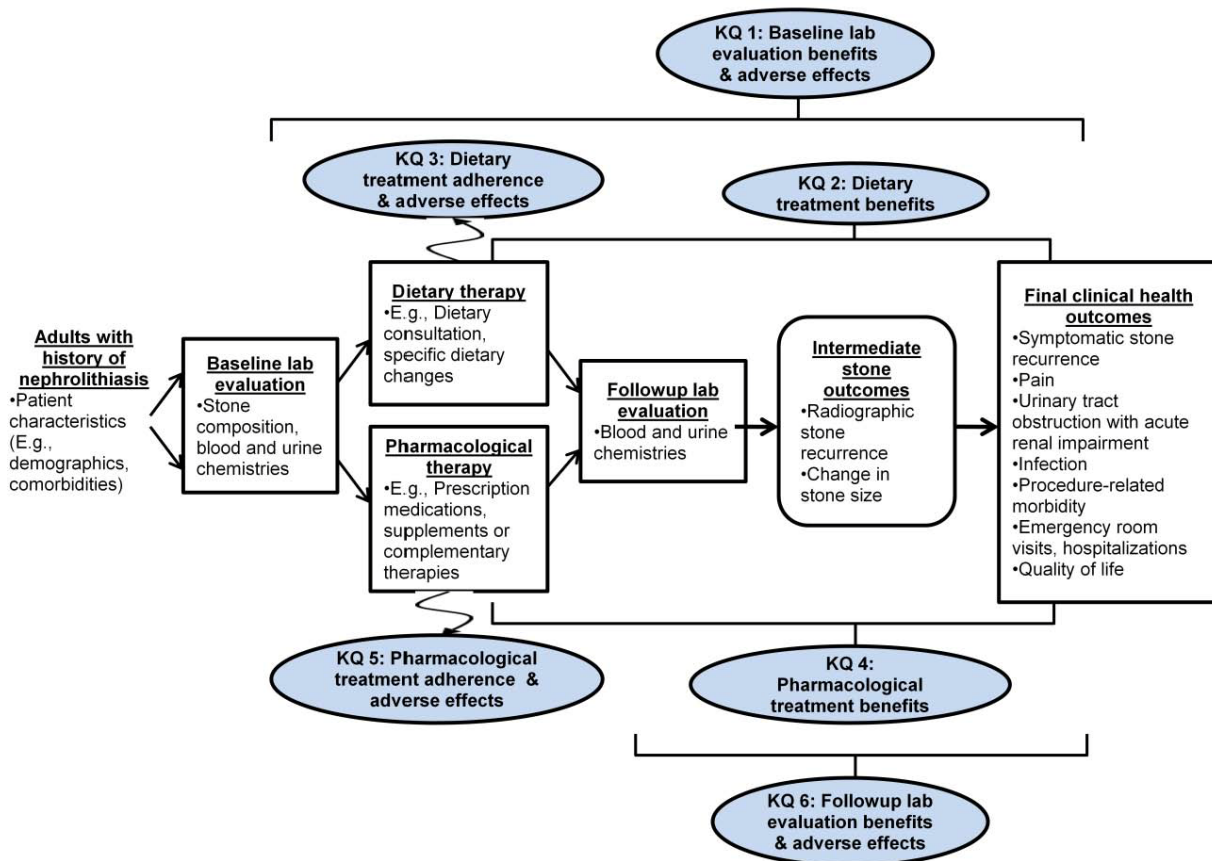 KQ 1: Baseline lab
evaluation benefits
& adverse effects
KQ 3: Dietary
treatment adherence
& adverse effects
KQ 2: Dietary
treatment benefits
Adults with
history of
nephrolithiasis
•Patient
characteristics
(E.g.,
demographics,
comorbidities)
Baseline lab
evaluation
•Stone
composition,
blood and urine
chemistries
Dietary therapy
•E.g., Dietary
consultation,
specific dietary
changes
Pharmacological
therapy
•E.g., Prescription
medications,
supplements or
complementary
therapies
Followup lab
evaluation
•Blood and urine
chemistries
Intermediate
stone
outcomes
•Radiographic
stone
recurrence
•Change in
stone size
Final clinical health
outcomes
•Symptomatic stone
recurrence
•Pain
•Urinary tract
obstruction with acute
renal impairment
•Infection
•Procedure-related
morbidity
•Emergency room
visits, hospitalizations
•Quality of life
KQ 5: Pharmacological
treatment adherence &
adverse effects
KQ 4:
Pharmacological
treatment benefits
KQ 6: Followup lab
evaluation benefits
& adverse effects